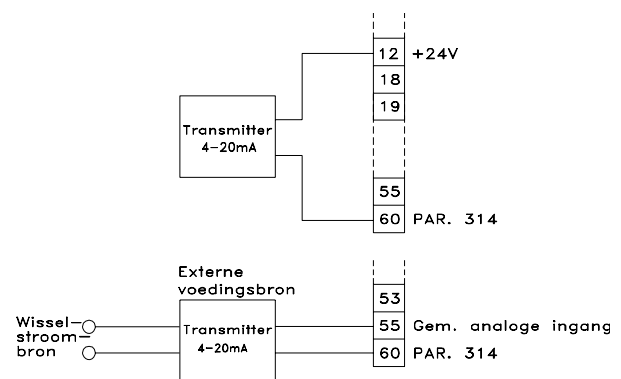 12 +24V
18
19
Transmitter
4-20mA
55
60 PAR. 314
Externe
voedingsbron
53
Wissel-
stroom-
bron
Transmitter
4-20mA
55 Gem. analoge ingang
60 PAR. 314